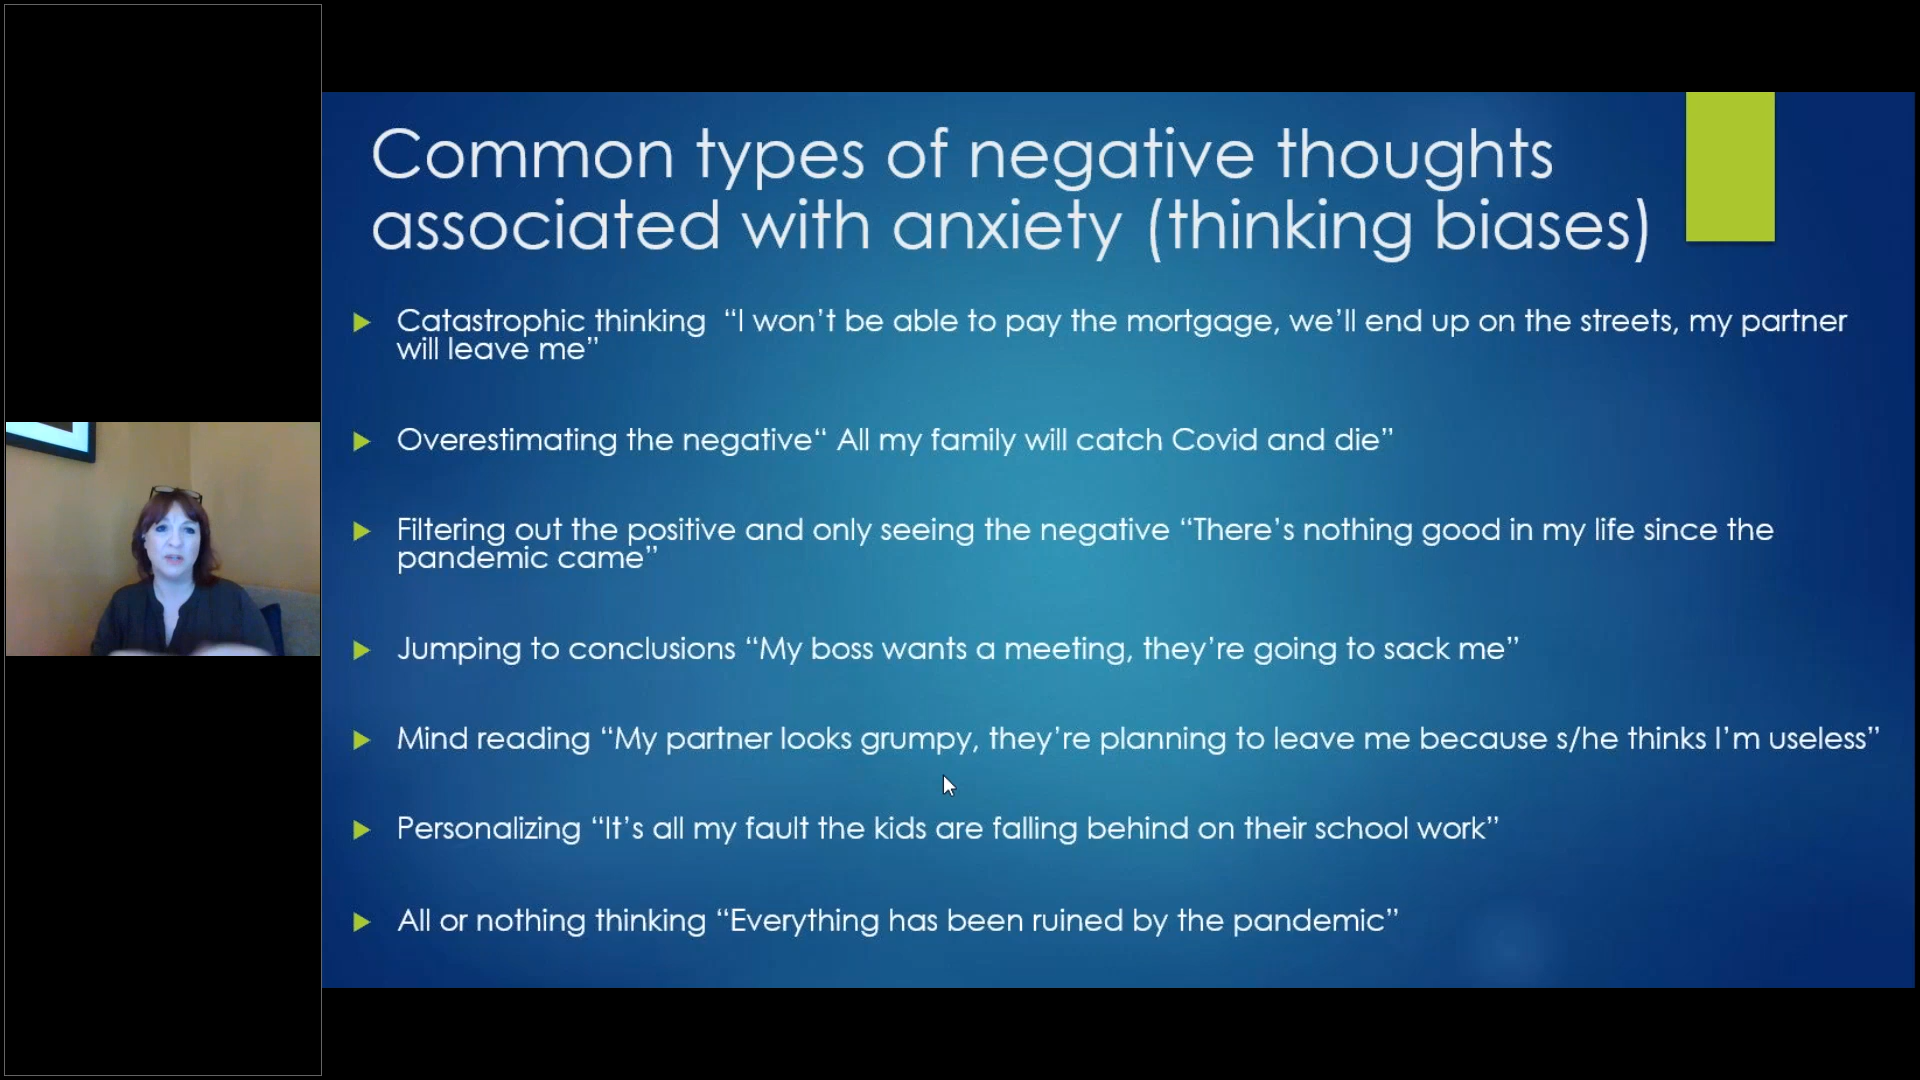 Common types of negative thoughts
associated with anxiety (thinking biases)
Catastrophic thinking  “I won’t be able to pay the mortgage, we’ll end up on the streets, my partner
will leave me”
Overestimating the negative“ All my family will catch Covid and die”
Filtering out the positive and only seeing the negative “There’s nothing good in my life since the
pandemic came”
Jumping to conclusions “My boss wants a meeting, they’re going to sack me”
Mind reading “My partner looks grumpy, they’re planning to leave me because s/he thinks I’m useless”
Personalizing “It’s all my fault the kids are falling behind on their school work”
All or nothing thinking “Everything has been ruined by the pandemic”